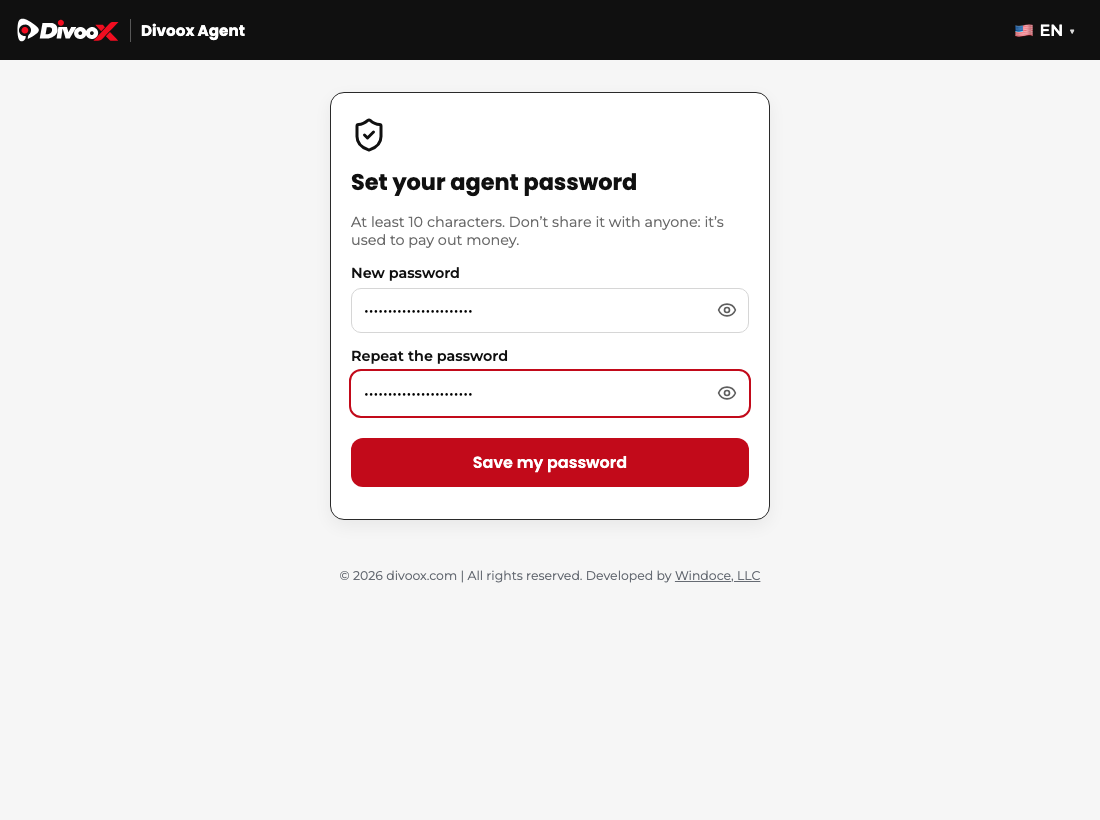 DivooX
Divoox Agent
EN
Set your agent password
At least 10 characters. Don’t share it with anyone: it’s
used to pay out money.
New password
Repeat the password
Save my password
© 2026 divoox.com | All rights reserved. Developed by Windoce, LLC